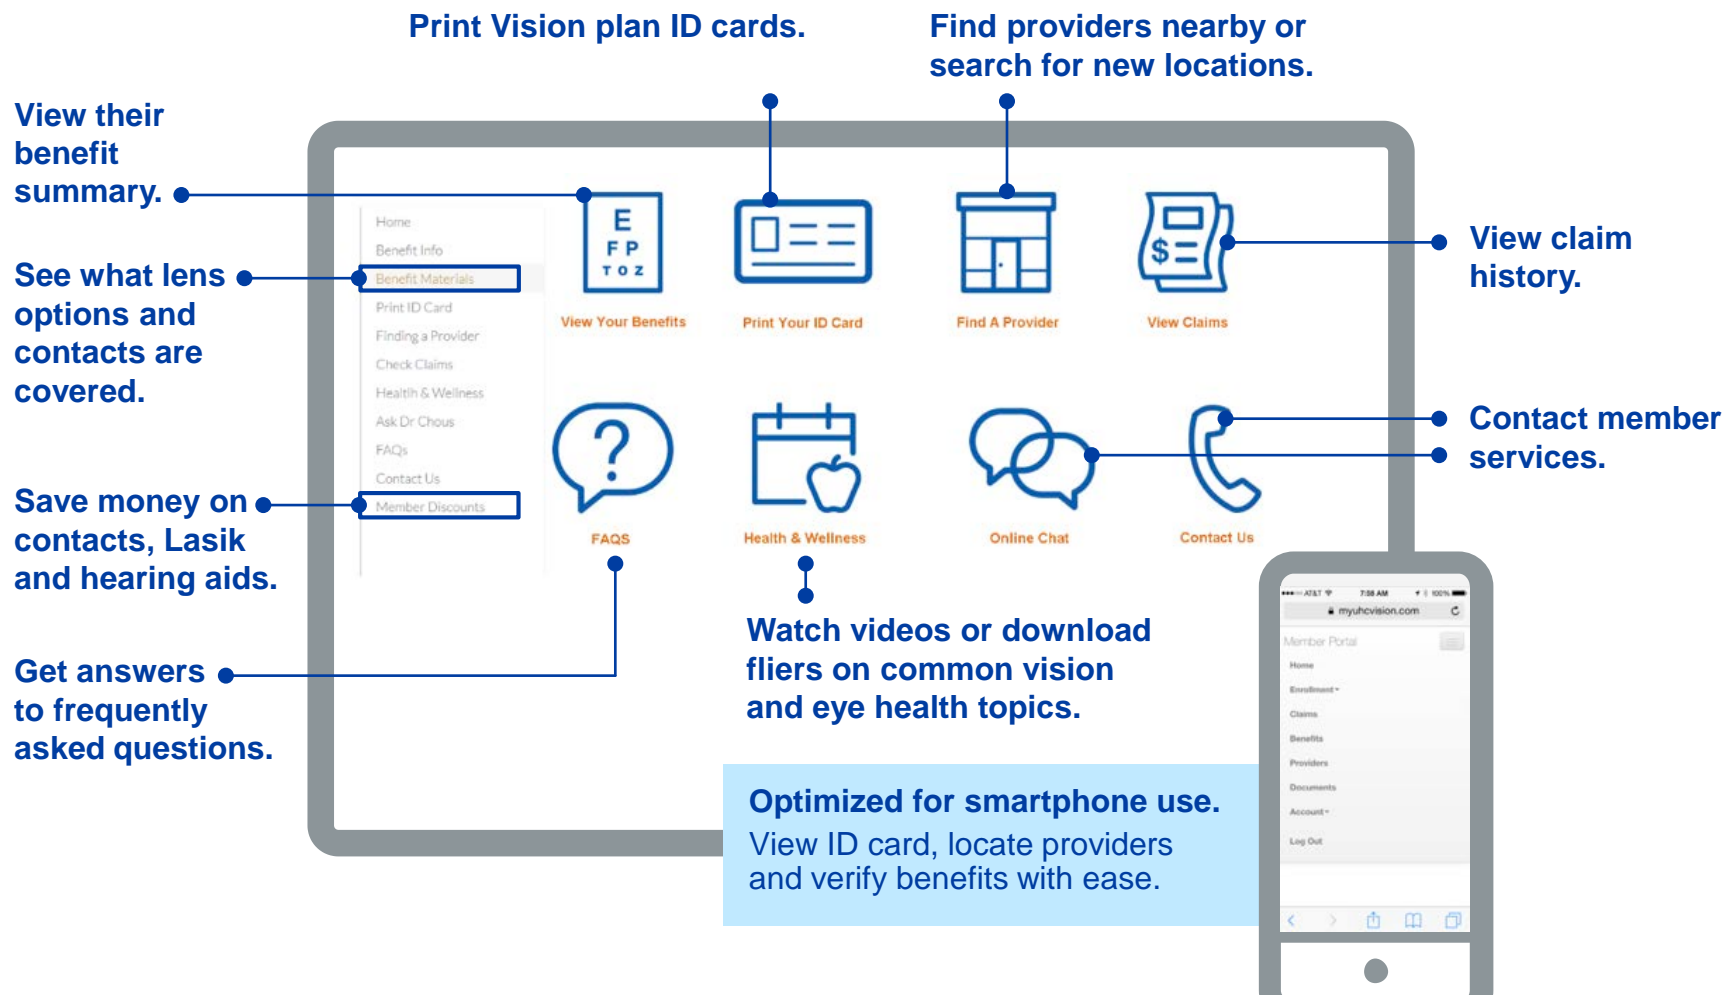 Print Vision plan ID cards.
Find providers nearby or
search for new locations.
View their
benefit
summary.
See what lens
options and
contacts are
covered.
Save money on
contacts, Lasik
and hearing aids.
Get answers
to frequently
asked questions.
Home
Benefit Info
Benefit Materials
Print ID Card
Finding a Provider
Check Claims
Health & Wellness
Ask Dr Chous
FAQs
Contact Us
Member Discounts
E
F P
T O Z
View Your Benefits
Print Your ID Card
Find A Provider
$
View Claims
?
FAQS
Health & Wellness
Online Chat
Contact Us
View claim
history.
Contact member
services.
Watch videos or download
fliers on common vision
and eye health topics.
Optimized for smartphone use.
View ID card, locate providers
and verify benefits with ease.
AT&T 7:58 AM 100%
myuhcvision.com
Member Portal
Home
Enrollment
Claims
Benefits
Providers
Documents
Account
Log Out